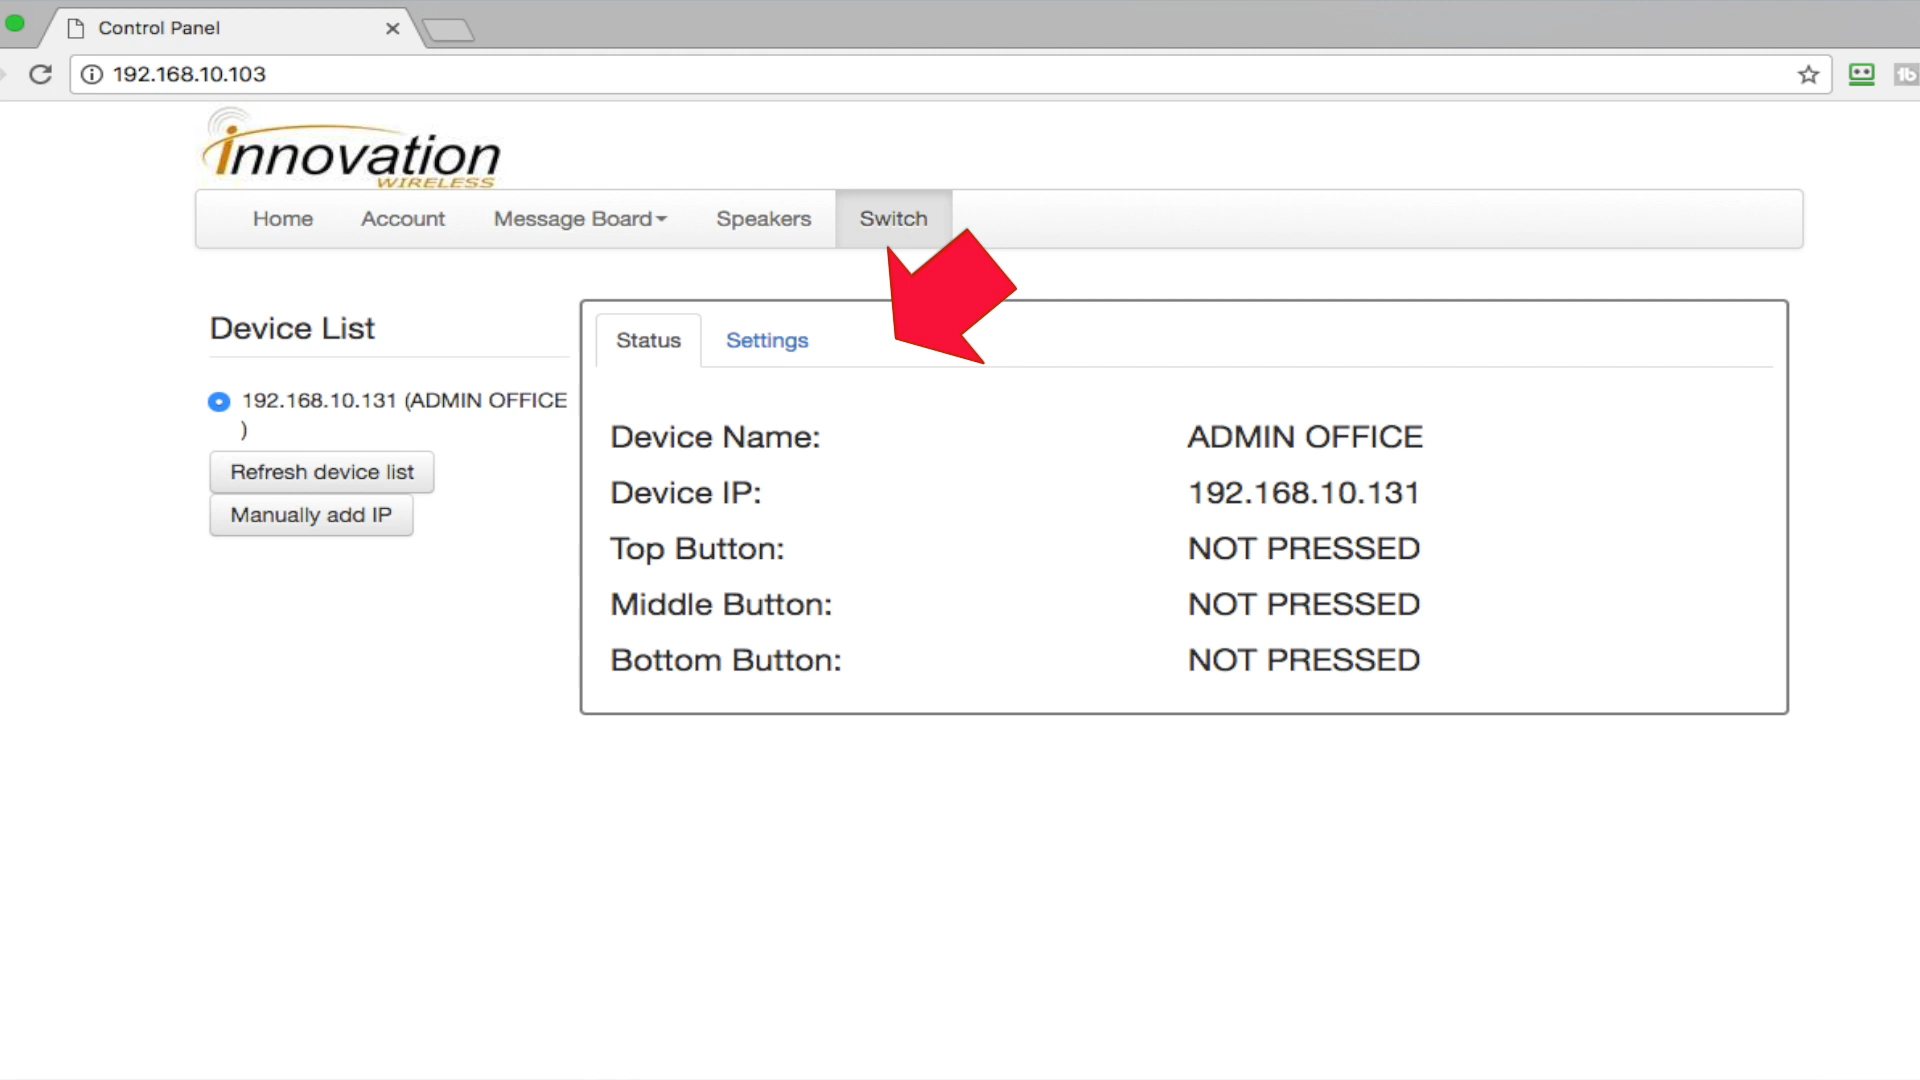 Control Panel
192.168.10.103
innovation
WIRELESS
Home Account Message Board Speakers Switch
Device List
192.168.10.131 (ADMIN OFFICE
)
Refresh device list
Manually add IP
Status Settings
Device Name: ADMIN OFFICE
Device IP: 192.168.10.131
Top Button: NOT PRESSED
Middle Button: NOT PRESSED
Bottom Button: NOT PRESSED